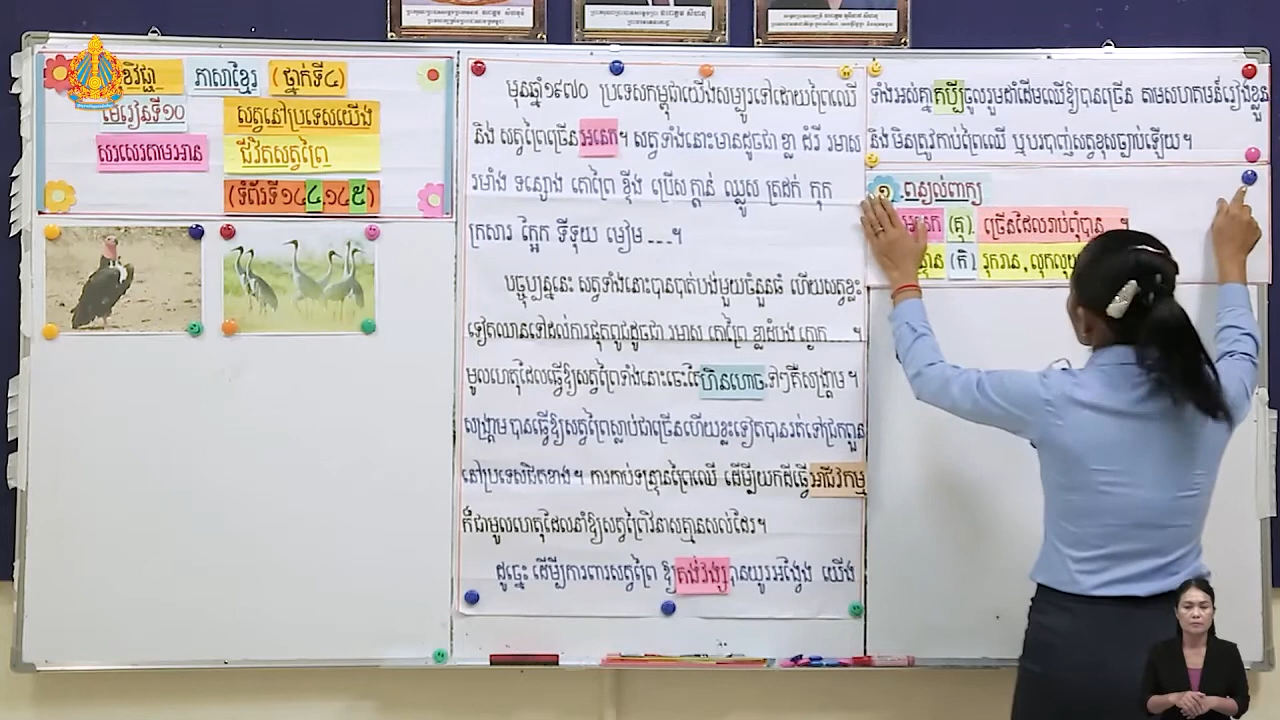 ភាសាខ្មែរ (ថ្នាក់ទី៤)
មេរៀនទី១០
សត្វនៅប្រទេសយើង
សរសេរតាមអាន
ជីវិតសត្វព្រៃ
(ទំព័រទី១៤៤.១៤៥)
មុនឆ្នាំ១៩៧០ ប្រទេសកម្ពុជាយើងសម្បូរទៅដោយព្រៃឈើ
និង សត្វព្រៃច្រើនអនេក។ សត្វទាំងនោះមានដូចជា ខ្លា ដំរី រមាស
រមាំង ទន្សោង គោព្រៃ ខ្ទីង ប្រើស ក្តាន់ ឈ្លូស ត្រដក់ កុក
ក្រសារ ក្អែក ទីទុយ មៀម ---។
បច្ចុប្បន្ននេះ សត្វទាំងនោះបានបាត់បង់មួយចំនួនធំ ហើយសត្វខ្លះ
ទៀតឈានទៅដល់ការផុតពូជដូចជា រមាស គោព្រៃ ខ្លាដំបង ក្ងោក---។
មូលហេតុដែលធ្វើឱ្យសត្វព្រៃទាំងនោះចេះតែហិនហោច.ទៅៗគឺសង្គ្រាម។
សង្គ្រាម បានធ្វើឱ្យសត្វព្រៃស្លាប់ជាច្រើនហើយខ្លះទៀតបានរត់ទៅជ្រកពួន
នៅប្រទេសជិតខាង។ ការកាប់ទន្ទ្រានព្រៃឈើ ដើម្បីយកដីធ្វើអាជីវកម្ម
ក៏ជាមូលហេតុដែលនាំឱ្យសត្វព្រៃវិនាសគ្មានសល់ដែរ។
ដូច្នេះ ដើម្បីការពារសត្វព្រៃ ឱ្យគង់វង្សបានយូរអង្វែង យើង
ទាំងអស់គ្នាគប្បីចូលរួមដាំដើមឈើឱ្យបានច្រើន តាមសហគមន៍រៀងខ្លួន
និងមិនត្រូវកាប់ព្រៃឈើ ឬបរបាញ់សត្វខុសច្បាប់ឡើយ។
១.ពន្យល់ពាក្យ
អនេក (គុ). ច្រើនដែលរាប់ពុំបាន ។
(កិ). រុករាន, លុកលុយ